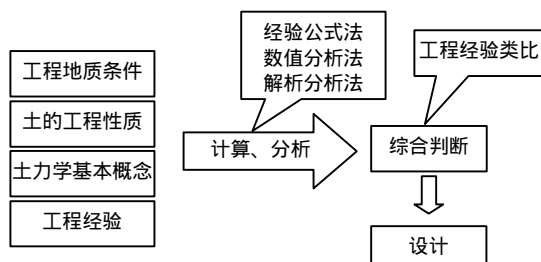 工程地质条件
土的工程性质
土力学基本概念
工程经验
经验公式法
数值分析法
解析分析法
计算、分析
工程经验类比
综合判断
设计